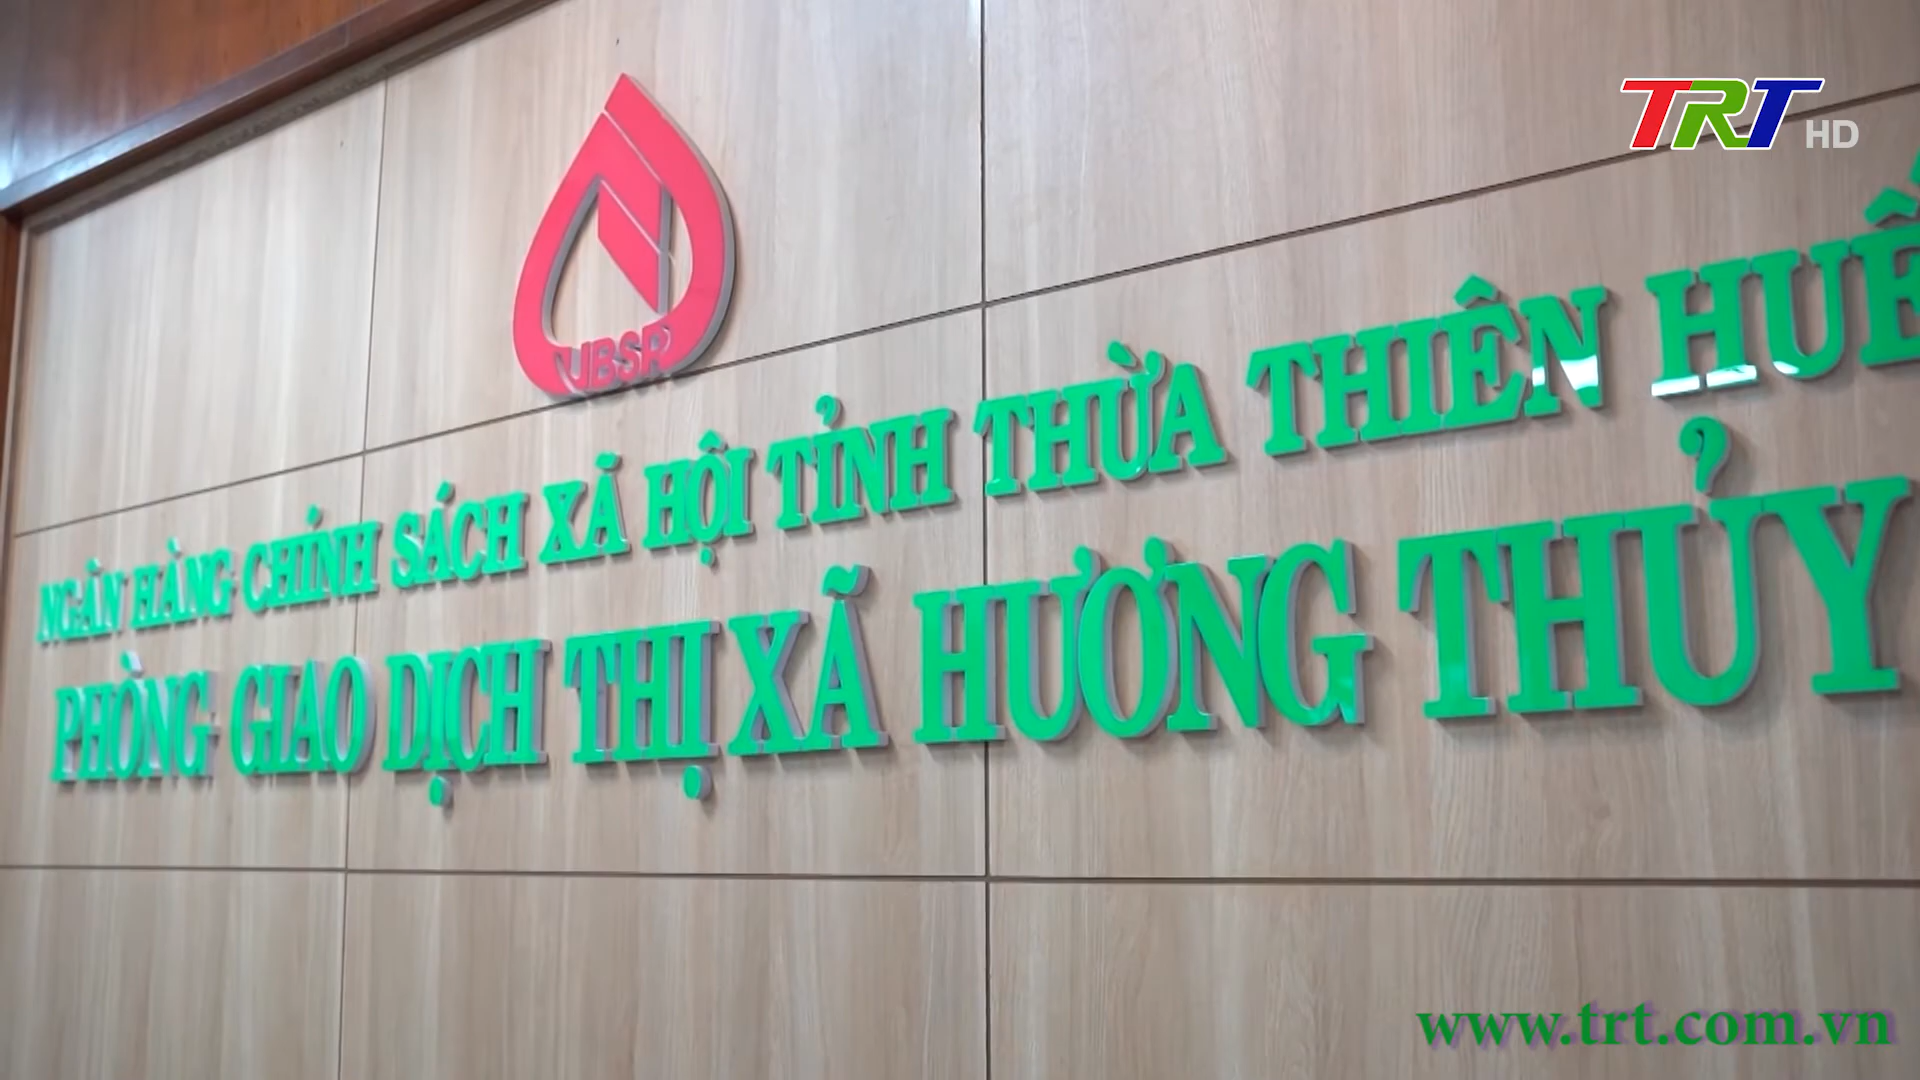 TRT HD
VBSP
NGÂN HÀNG CHÍNH SÁCH XÃ HỘI TỈNH THỪA THIÊN HUẾ
PHÒNG GIAO DỊCH THỊ XÃ HƯƠNG THỦY
www.trt.com.vn